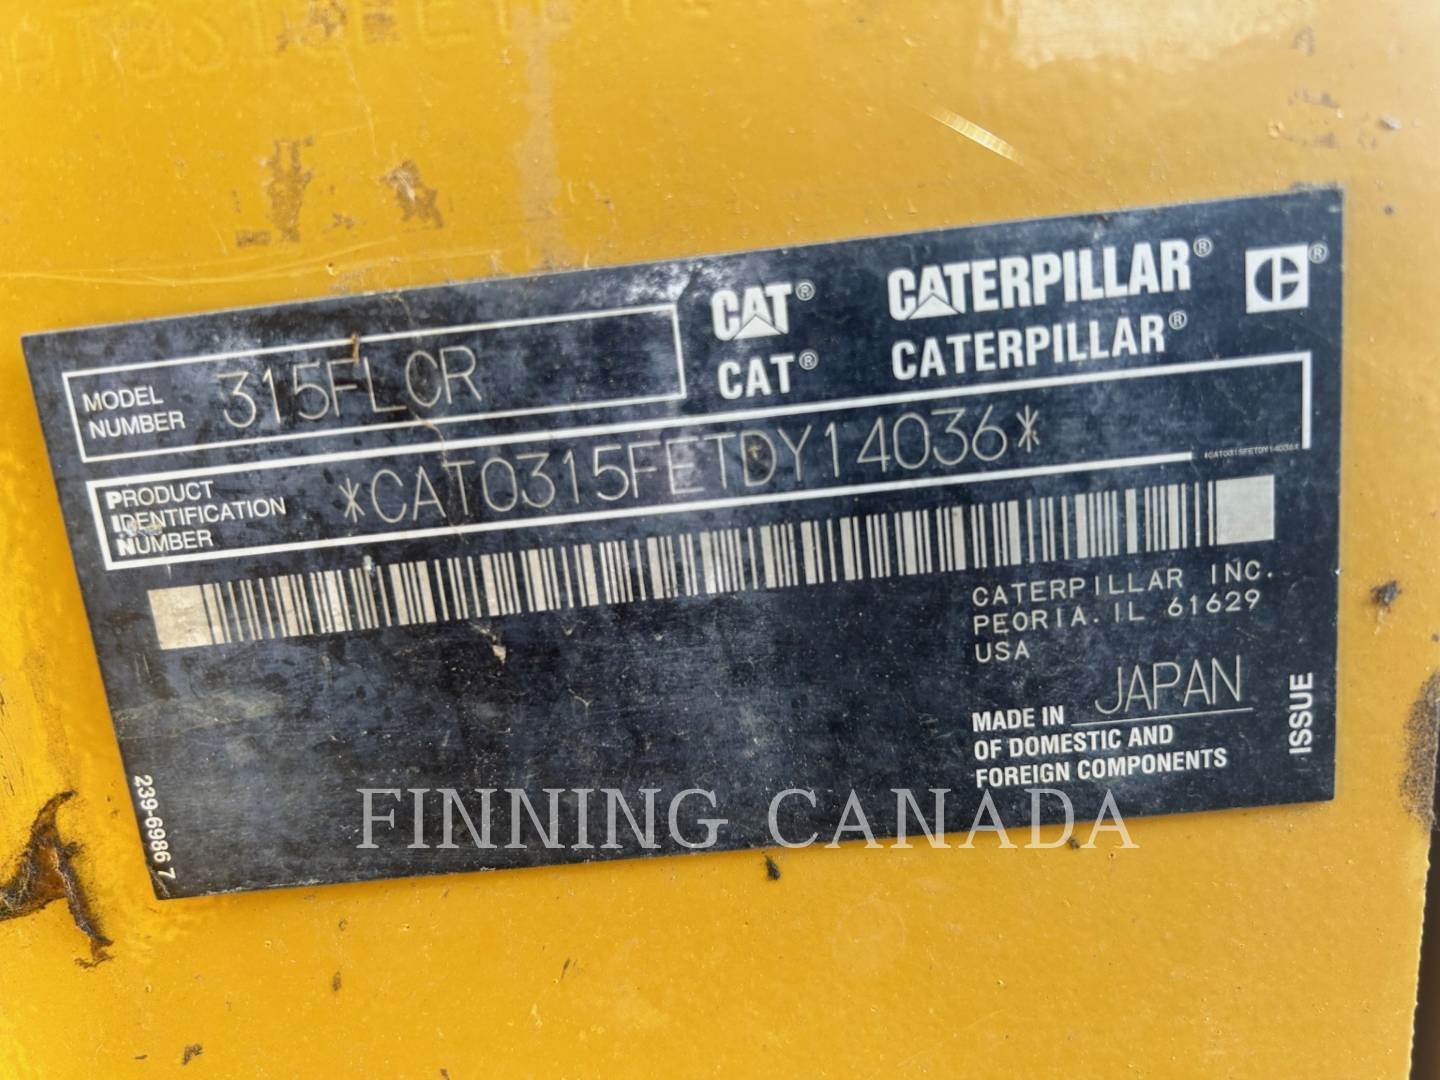 CAT® CATERPILLAR®
CAT® CATERPILLAR®
MODEL NUMBER 315FLCR
PRODUCT IDENTIFICATION NUMBER *CAT0315FETDY14036*
*CAT0315FETDY14036*
CATERPILLAR INC.
PEORIA. IL 61629
USA
MADE IN JAPAN
OF DOMESTIC AND
FOREIGN COMPONENTS
ISSUE
239-6986 7
FINNING CANADA